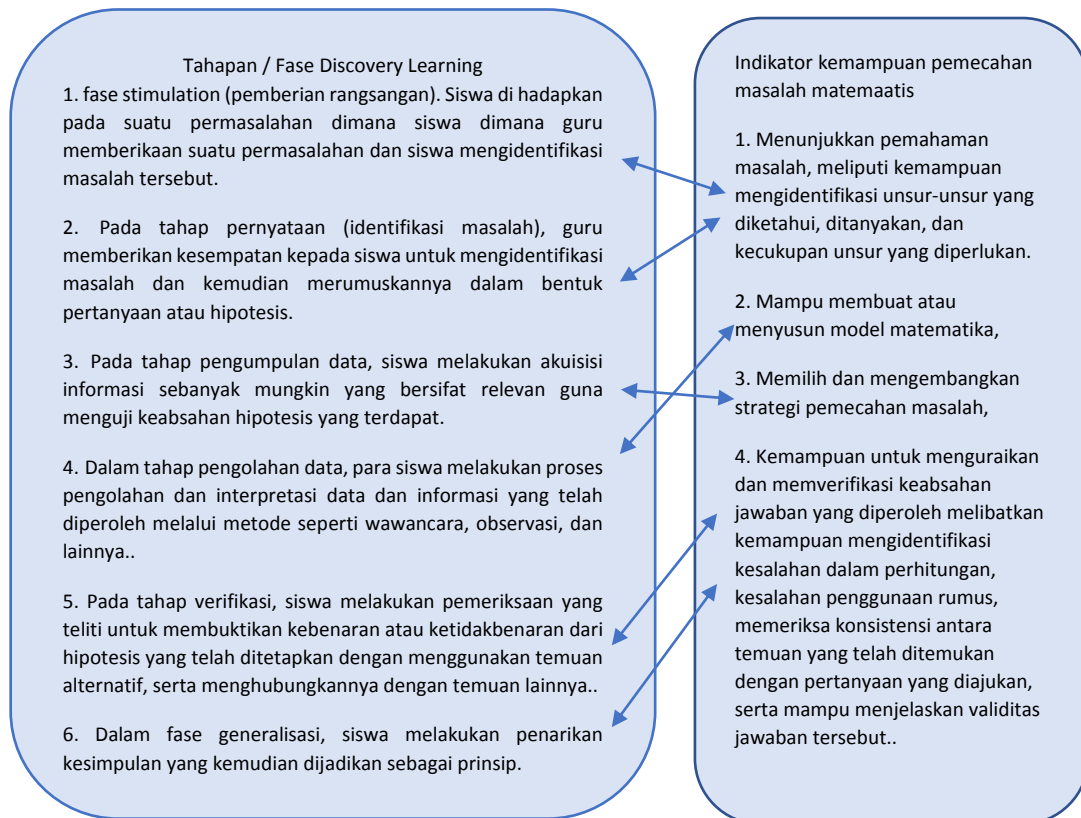 Tahapan / Fase Discovery Learning
1. fase stimulation (pemberian rangsangan). Siswa di hadapkan
pada suatu permasalahan dimana siswa dimana guru
memberikaan suatu permasalahan dan siswa mengidentifikasi
masalah tersebut.
2. Pada tahap pernyataan (identifikasi masalah), guru
memberikan kesempatan kepada siswa untuk mengidentifikasi
masalah dan kemudian merumuskannya dalam bentuk
pertanyaan atau hipotesis.
3. Pada tahap pengumpulan data, siswa melakukan akuisisi
informasi sebanyak mungkin yang bersifat relevan guna
menguji keabsahan hipotesis yang terdapat.
4. Dalam tahap pengolahan data, para siswa melakukan proses
pengolahan dan interpretasi data dan informasi yang telah
diperoleh melalui metode seperti wawancara, observasi, dan
lainnya..
5. Pada tahap verifikasi, siswa melakukan pemeriksaan yang
teliti untuk membuktikan kebenaran atau ketidakbenaran dari
hipotesis yang telah ditetapkan dengan menggunakan temuan
alternatif, serta menghubungkannya dengan temuan lainnya..
6. Dalam fase generalisasi, siswa melakukan penarikan
kesimpulan yang kemudian dijadikan sebagai prinsip.
Indikator kemampuan pemecahan
masalah matemaatis
1. Menunjukkan pemahaman
masalah, meliputi kemampuan
mengidentifikasi unsur-unsur yang
diketahui, ditanyakan, dan
kecukupan unsur yang diperlukan.
2. Mampu membuat atau
menyusun model matematika,
3. Memilih dan mengembangkan
strategi pemecahan masalah,
4. Kemampuan untuk menguraikan
dan memverifikasi keabsahan
jawaban yang diperoleh melibatkan
kemampuan mengidentifikasi
kesalahan dalam perhitungan,
kesalahan penggunaan rumus,
memeriksa konsistensi antara
temuan yang telah ditemukan
dengan pertanyaan yang diajukan,
serta mampu menjelaskan validitas
jawaban tersebut..